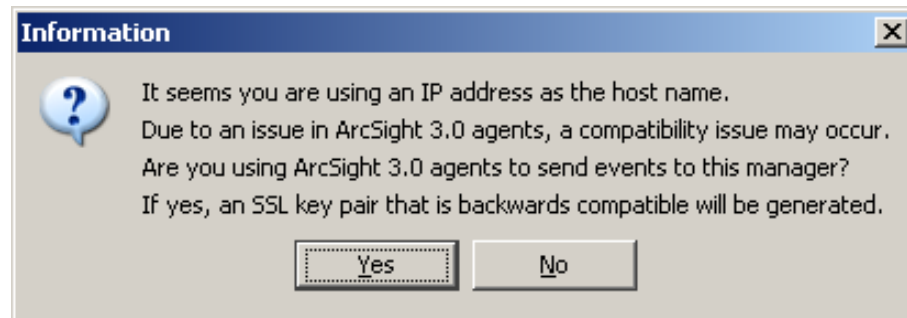 Information
It seems you are using an IP address as the host name.
Due to an issue in ArcSight 3.0 agents, a compatibility issue may occur.
Are you using ArcSight 3.0 agents to send events to this manager?
If yes, an SSL key pair that is backwards compatible will be generated.
Yes No